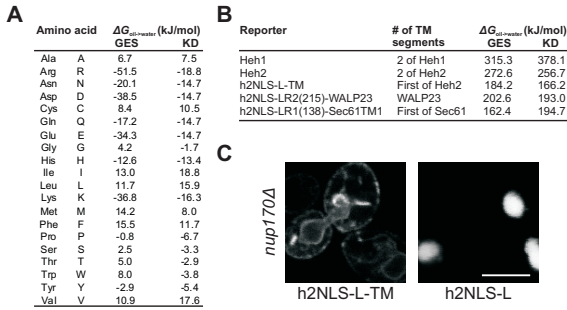 A
Amino acid ΔG oil->water (kJ/mol)
GES KD
Ala A 6.7 7.5
Arg R -51.5 -18.8
Asn N -20.1 -14.7
Asp D -38.5 -14.7
Cys C 8.4 10.5
Gln Q -17.2 -14.7
Glu E -34.3 -14.7
Gly G 4.2 -1.7
His H -12.6 -13.4
Ile I 13.0 18.8
Leu L 11.7 15.9
Lys K -36.8 -16.3
Met M 14.2 8.0
Phe F 15.5 11.7
Pro P -0.8 -6.7
Ser S 2.5 -3.3
Thr T 5.0 -2.9
Trp W 8.0 -3.8
Tyr Y -2.9 -5.4
Val V 10.9 17.6
B
Reporter # of TM segments ΔG oil->water (kJ/mol)
GES KD
Heh1 2 of Heh1 315.3 378.1
Heh2 2 of Heh2 272.6 256.7
h2NLS-L-TM First of Heh2 184.2 166.2
h2NLS-LR2(215)-WALP23 WALP23 202.6 193.0
h2NLS-LR1(138)-Sec61TM1 First of Sec61 162.4 194.7
C
nup170Δ
h2NLS-L-TM h2NLS-L